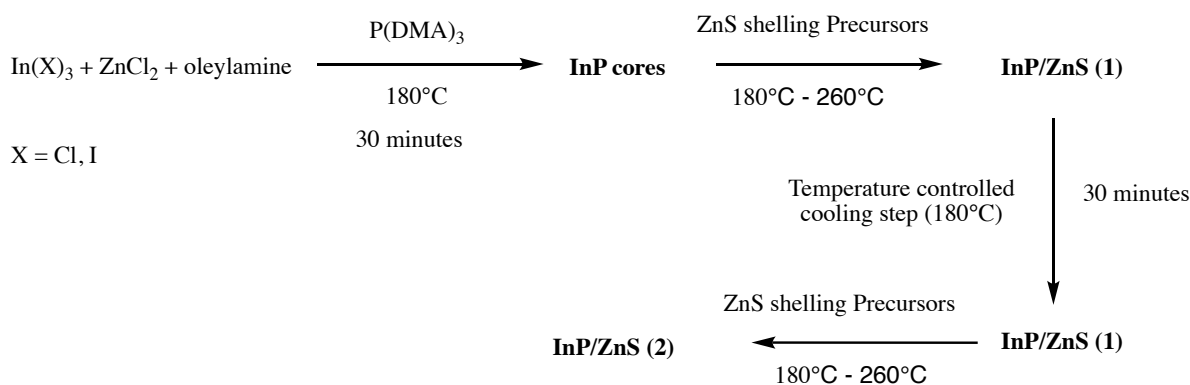 P(DMA)₃
In(X)₃ + ZnCl₂ + oleylamine
180°C
30 minutes
InP cores
ZnS shelling Precursors
180°C - 260°C
InP/ZnS (1)
X = Cl, I
Temperature controlled
cooling step (180°C)
30 minutes
InP/ZnS (1)
ZnS shelling Precursors
180°C - 260°C
InP/ZnS (2)